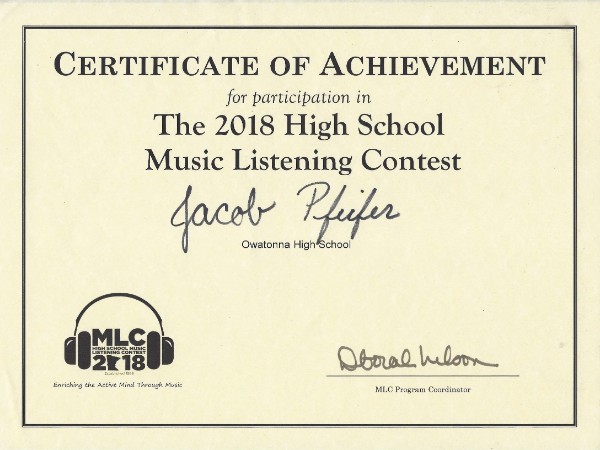 CERTIFICATE OF ACHIEVEMENT
for participation in
The 2018 High School
Music Listening Contest
Jacob Pfeifer
Owatonna High School
MLC
HIGH SCHOOL MUSIC
LISTENING CONTEST
2018
Enriching the Active Mind Through Music
Deborah Nelson
MLC Program Coordinator